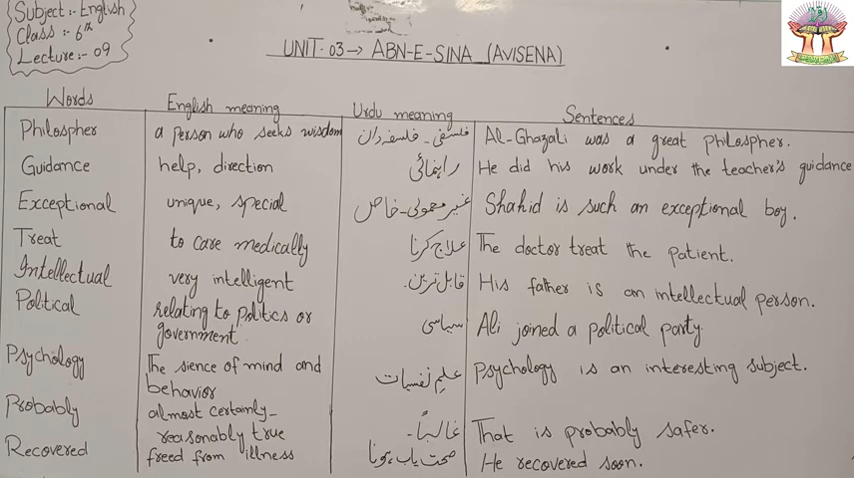 Subject:- English
Class:- 6th
Lecture:- 09
UNIT:03→ ABN-E-SINA (AVISENA)
Words English meaning Urdu meaning Sentences
Philospher a person who seeks wisdom فلسفی - فلسفہ دان Al-Ghazali was a great philospher.
Guidance help, direction راہنمائی He did his work under the teacher's guidance
Exceptional unique, special غیر معمولی - خاص Shahid is such an exceptional boy.
Treat to care medically علاج کرنا The doctor treat the patient.
Intellectual very intelligent قابل ترین - His father is an intellectual person.
Political relating to politics or
government سیاسی Ali joined a political party
Psychology The sience of mind and
behavior علم نفسیات Psychology is an interesting subject.
Probably almost certainly-
reasonably true غالباً - That is probably safer.
Recovered freed from illness صحت یاب ہونا He recovered soon.